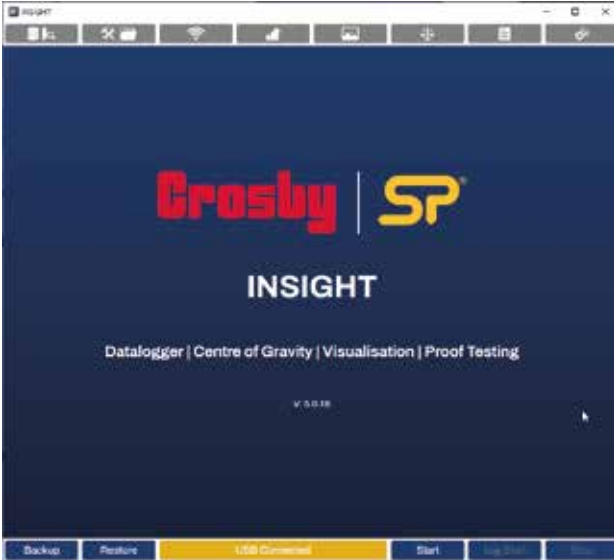 INSIGHT
Crosby | SP
INSIGHT
Datalogger | Centre of Gravity | Visualisation | Proof Testing
Backup Restore USB Connected Start